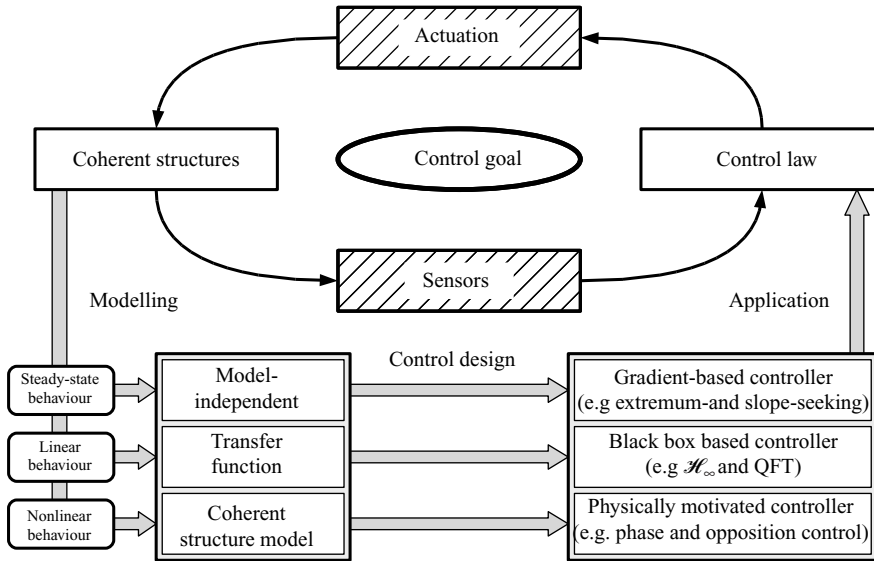 Actuation
Coherent structures
Control goal
Control law
Sensors
Modelling
Application
Control design
Steady-state
behaviour
Model-
independent
Gradient-based controller
(e.g extremum-and slope-seeking)
Linear
behaviour
Transfer
function
Black box based controller
(e.g ℋ∞ and QFT)
Nonlinear
behaviour
Coherent
structure model
Physically motivated controller
(e.g. phase and opposition control)